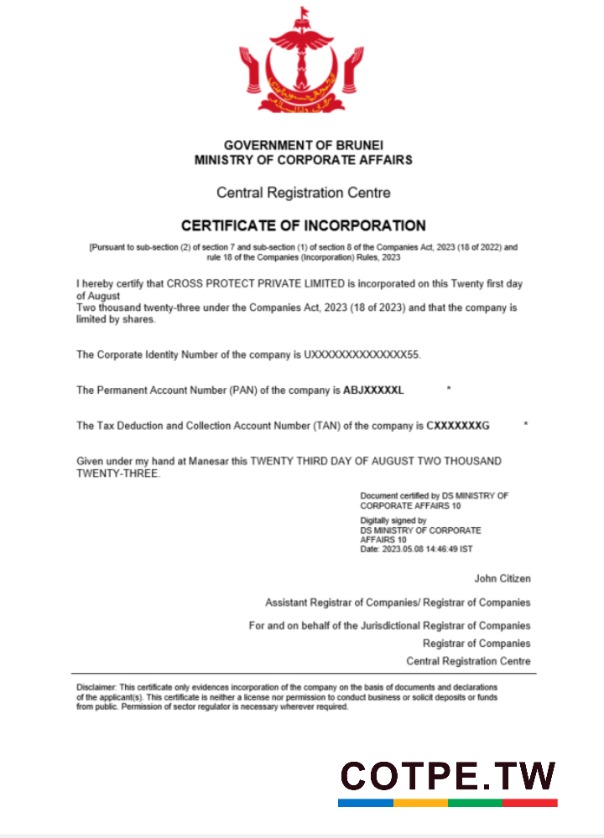 GOVERNMENT OF BRUNEI
MINISTRY OF CORPORATE AFFAIRS
Central Registration Centre
CERTIFICATE OF INCORPORATION
[Pursuant to sub-section (2) of section 7 and sub-section (1) of section 8 of the Companies Act, 2023 (18 of 2022) and
rule 18 of the Companies (Incorporation) Rules, 2023
I hereby certify that CROSS PROTECT PRIVATE LIMITED is incorporated on this Twenty first day
of August
Two thousand twenty-three under the Companies Act, 2023 (18 of 2023) and that the company is
limited by shares.
The Corporate Identity Number of the company is UXXXXXXXXXXXXXX55.
The Permanent Account Number (PAN) of the company is ABJXXXXXL *
The Tax Deduction and Collection Account Number (TAN) of the company is CXXXXXXXG *
Given under my hand at Manesar this TWENTY THIRD DAY OF AUGUST TWO THOUSAND
TWENTY-THREE.
Document certified by DS MINISTRY OF
CORPORATE AFFAIRS 10
Digitally signed by
DS MINISTRY OF CORPORATE
AFFAIRS 10
Date: 2023.05.08 14:46:49 IST
John Citizen
Assistant Registrar of Companies/ Registrar of Companies
For and on behalf of the Jurisdictional Registrar of Companies
Registrar of Companies
Central Registration Centre
Disclaimer: This certificate only evidences incorporation of the company on the basis of documents and declarations
of the applicant(s). This certificate is neither a license nor permission to conduct business or solicit deposits or funds
from public. Permission of sector regulator is necessary wherever required.
COTPE.TW